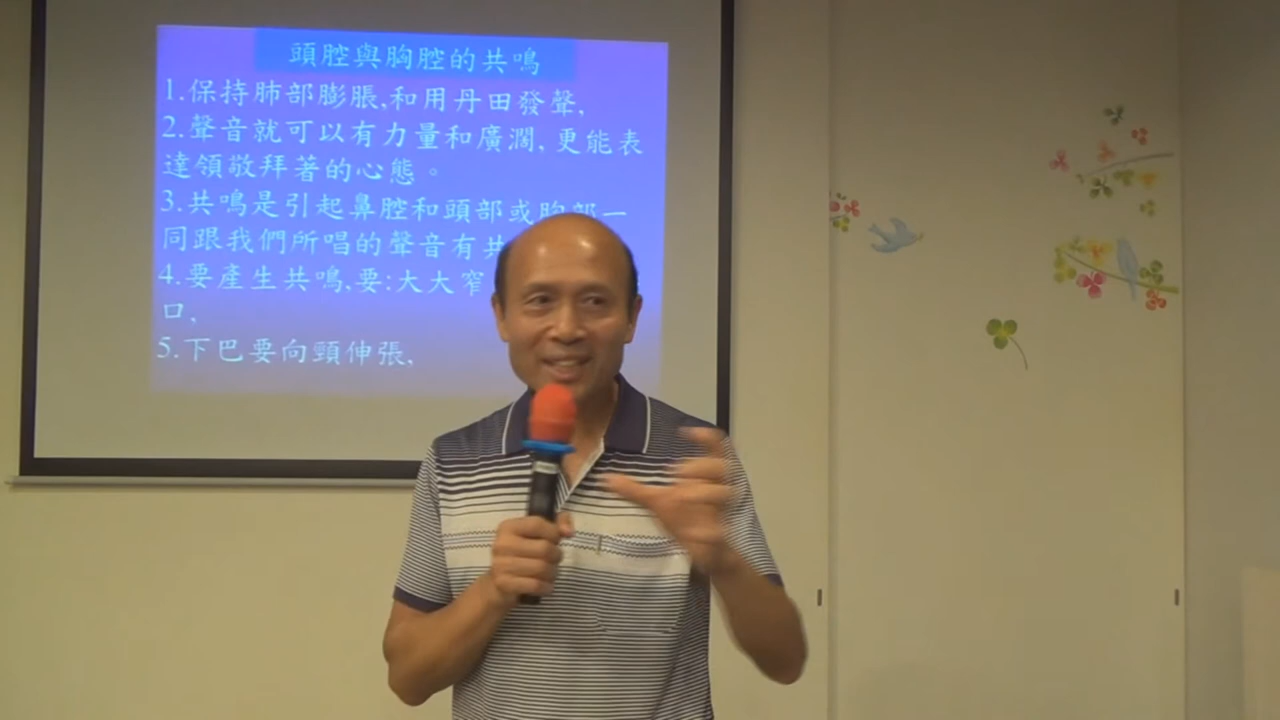 頭腔與胸腔的共鳴
1.保持肺部膨脹,和用丹田發聲,
2.聲音就可以有力量和廣濶, 更能表
達領敬拜著的心態。
3.共鳴是引起鼻腔和頭部或胸部一
同跟我們所唱的聲音有共
4.要產生共鳴,要:大大窄
口,
5.下巴要向頸伸張,